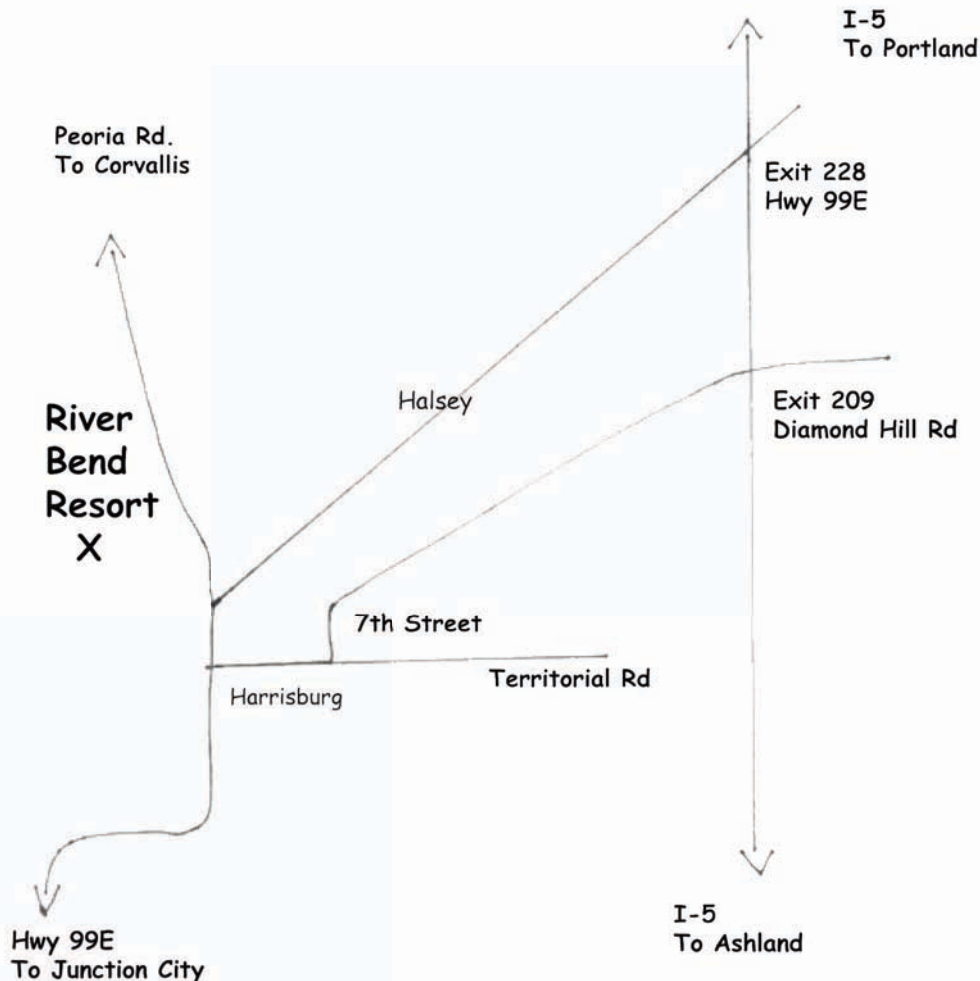 I-5
To Portland
Peoria Rd.
To Corvallis
Exit 228
Hwy 99E
Halsey
Exit 209
Diamond Hill Rd
River
Bend
Resort
X
7th Street
Territorial Rd
Harrisburg
I-5
To Ashland
Hwy 99E
To Junction City